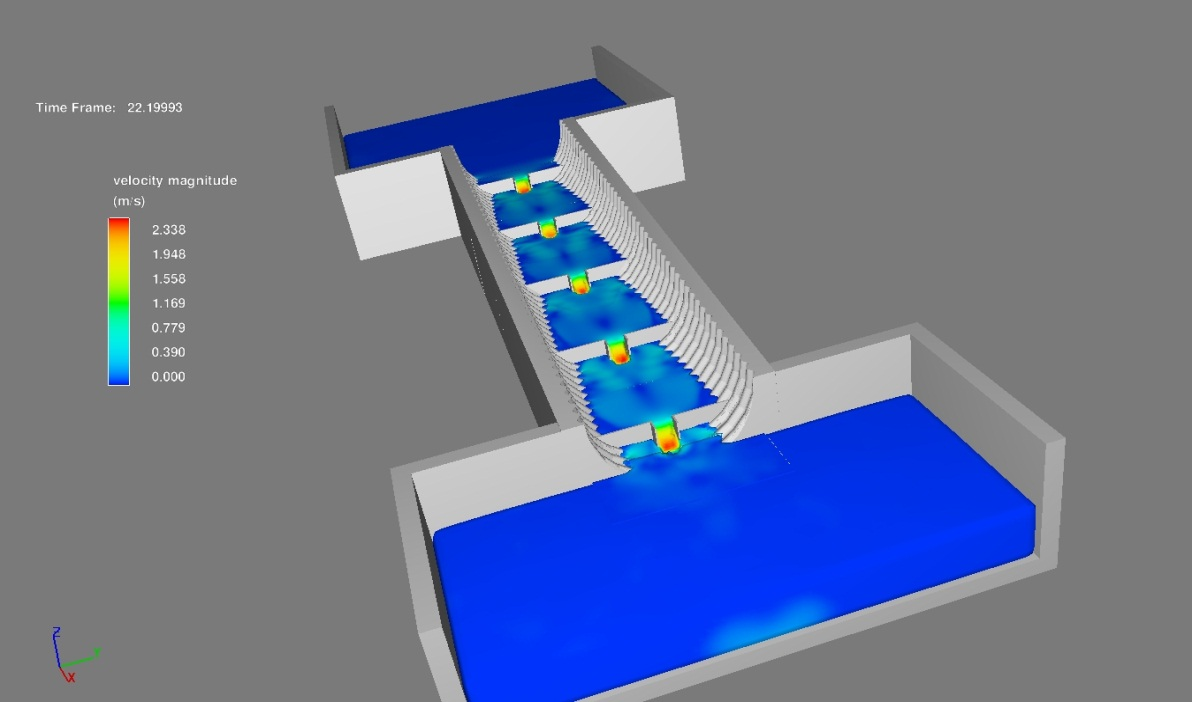 Time Frame: 22.19993
velocity magnitude
(m/s)
2.338
1.948
1.558
1.169
0.779
0.390
0.000
Z
X